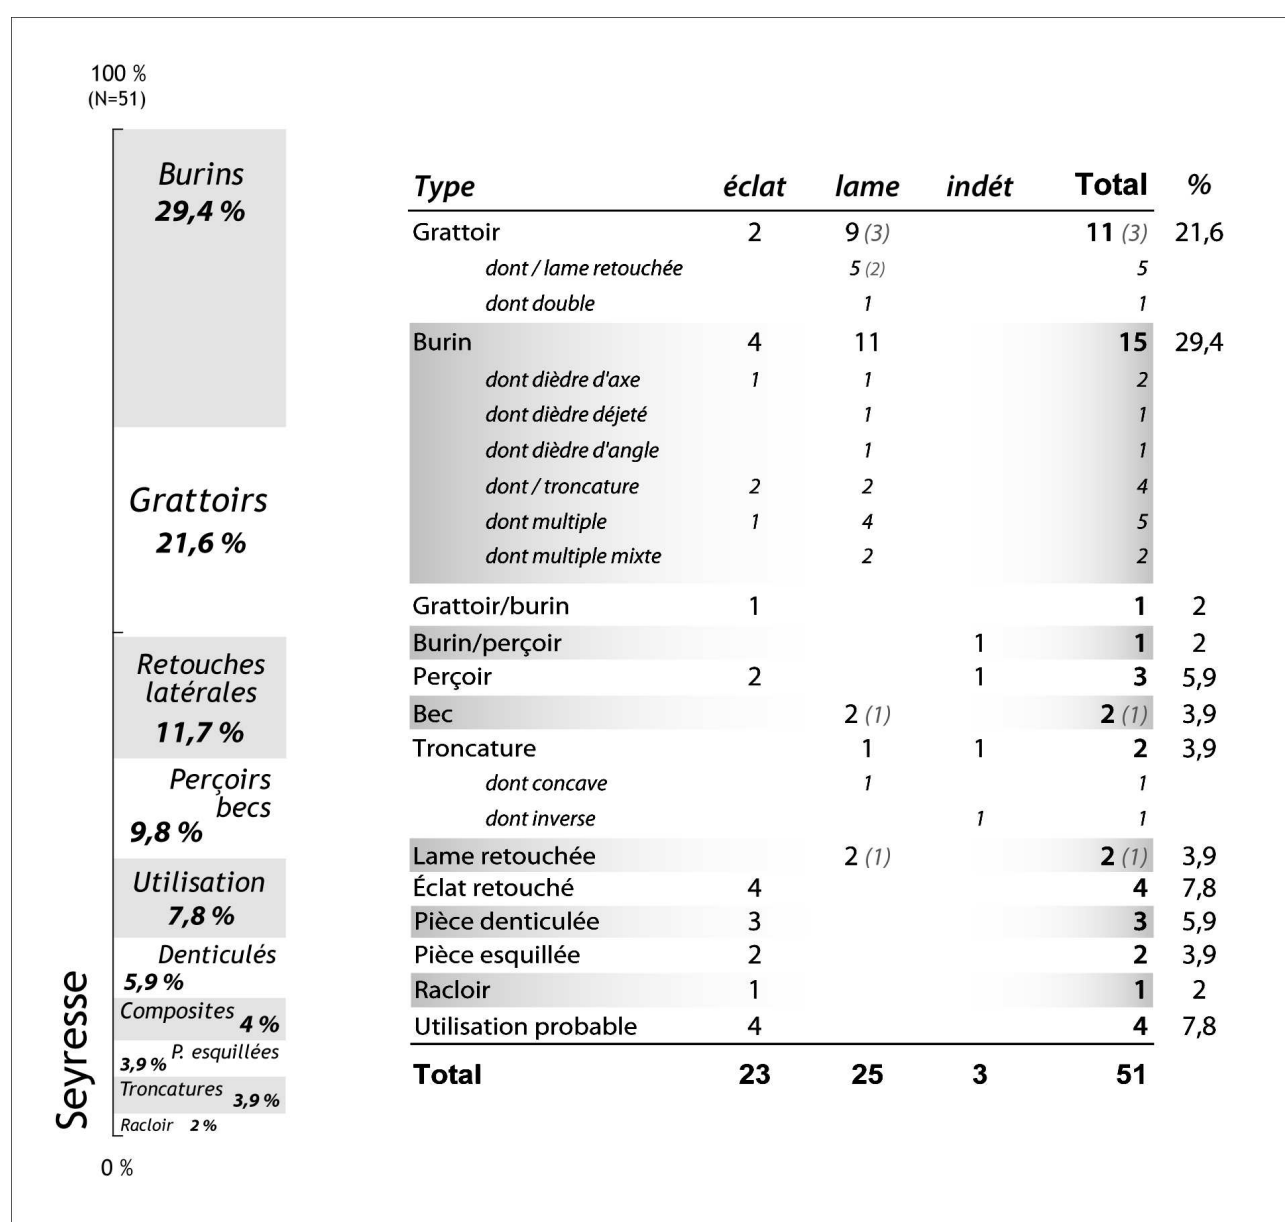 100 %
(N=51)
Burins
29,4 %
Grattoirs
21,6 %
Retouches
latérales
11,7 %
Perçoirs
becs
9,8 %
Utilisation
7,8 %
Denticulés
5,9 %
Composites
4 %
P. esquillées
3,9 %
Troncatures
3,9 %
Racloir 2 %
0 %
Seyresse
Type éclat lame indét Total %
Grattoir 2 9 (3) 11 (3) 21,6
dont / lame retouchée 5 (2) 5
dont double 1 1
Burin 4 11 15 29,4
dont dièdre d'axe 1 1 2
dont dièdre déjeté 1 1
dont dièdre d'angle 1 1
dont / troncature 2 2 4
dont multiple 1 4 5
dont multiple mixte 2 2
Grattoir/burin 1 1 2
Burin/perçoir 1 1 2
Perçoir 2 1 3 5,9
Bec 2 (1) 2 (1) 3,9
Troncature 1 1 2 3,9
dont concave 1 1
dont inverse 1 1
Lame retouchée 2 (1) 2 (1) 3,9
Éclat retouché 4 4 7,8
Pièce denticulée 3 3 5,9
Pièce esquillée 2 2 3,9
Racloir 1 1 2
Utilisation probable 4 4 7,8
Total 23 25 3 51